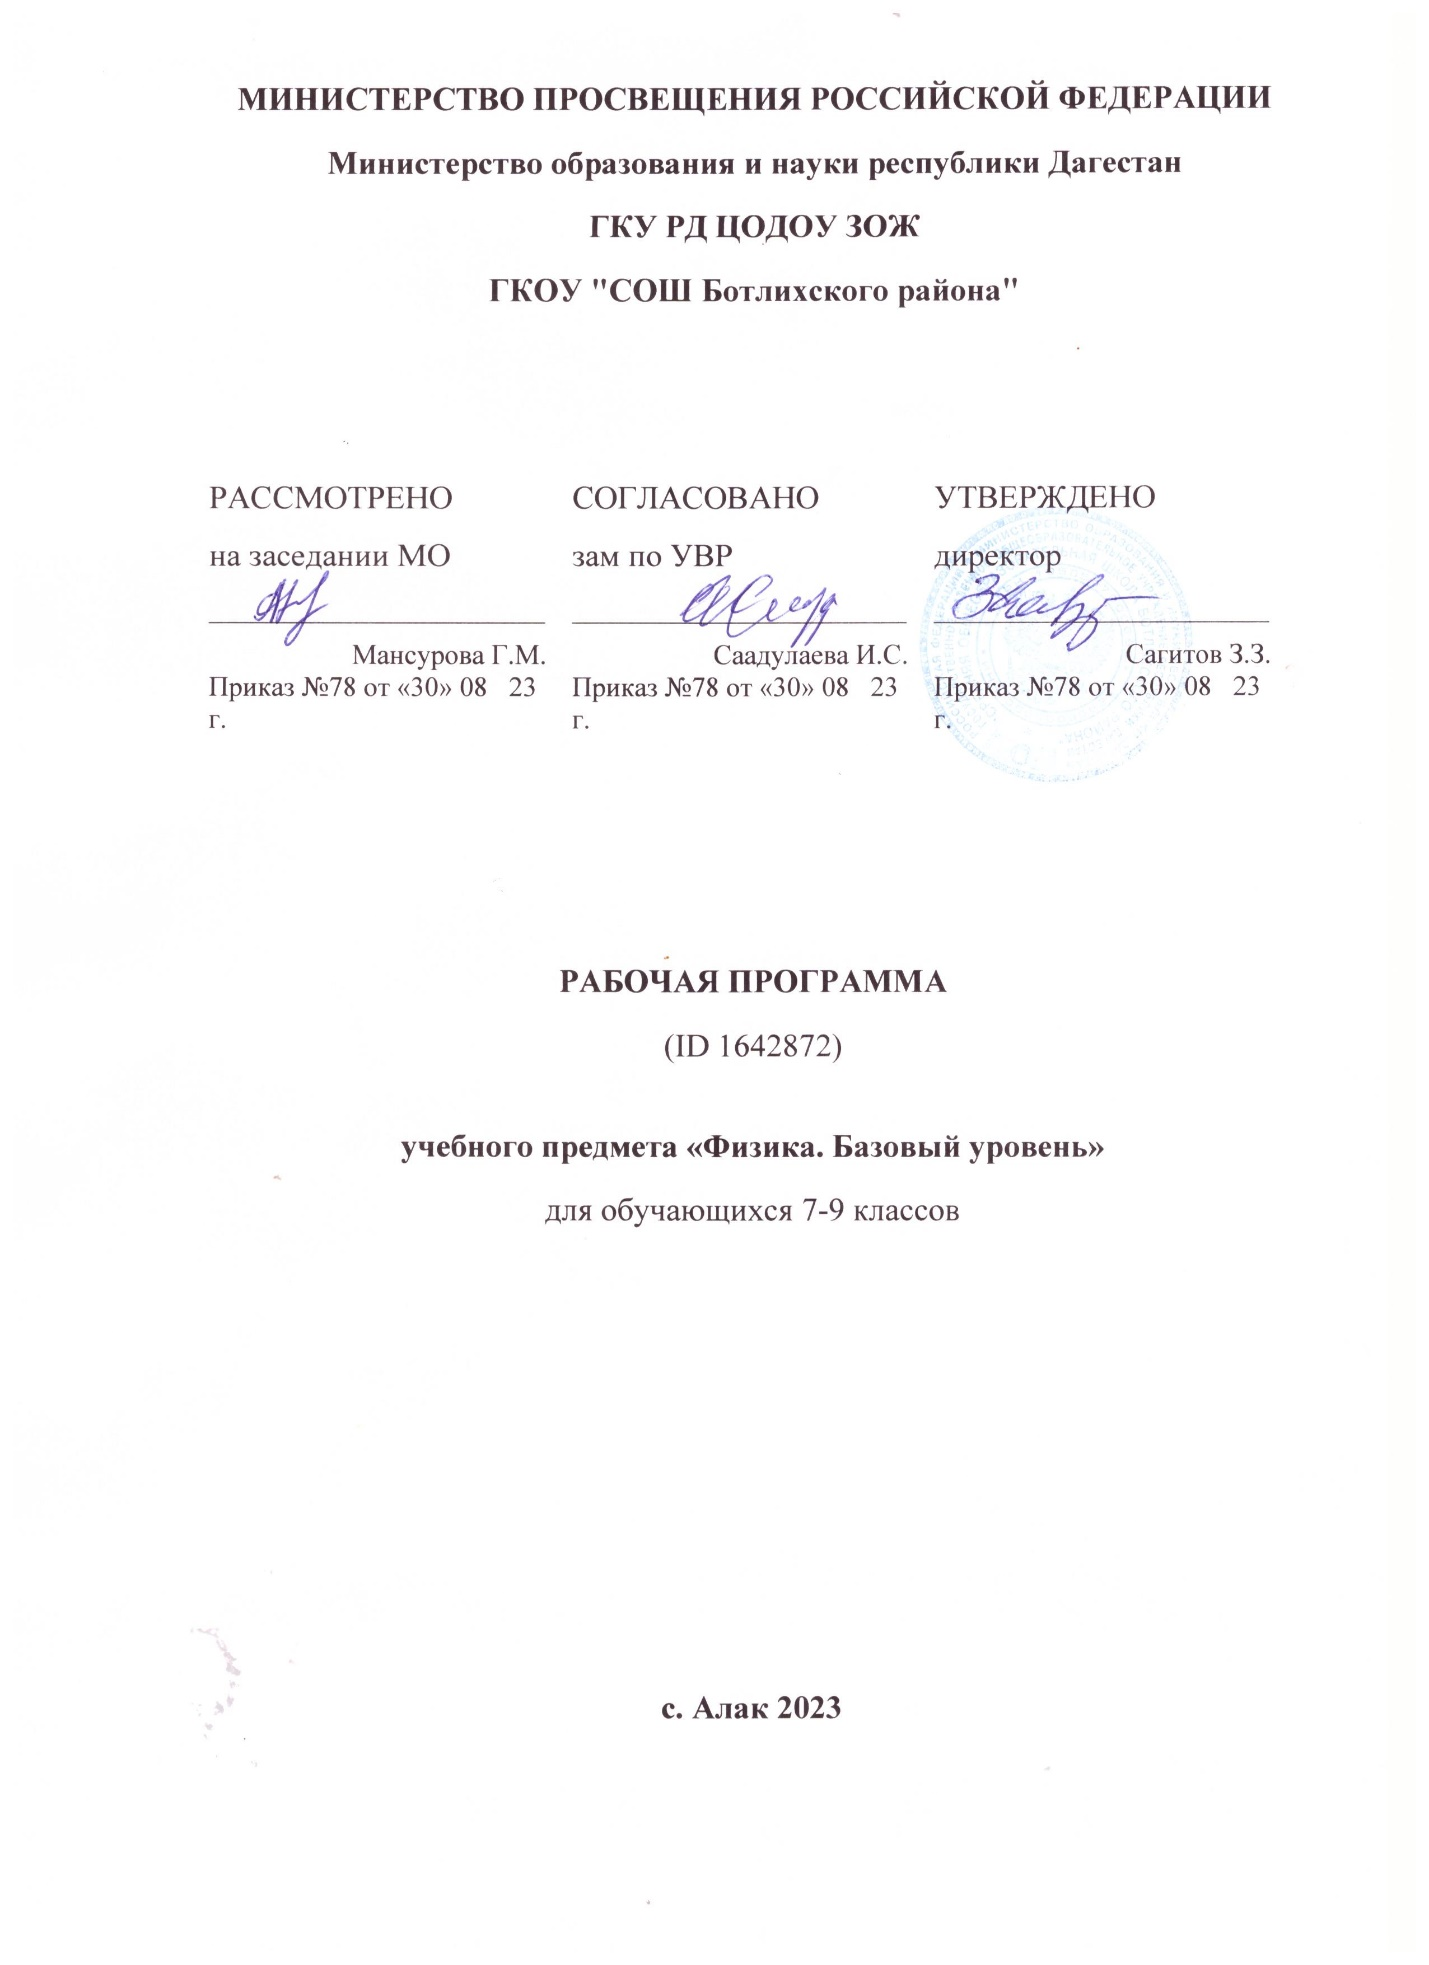 МИНИСТЕРСТВО ПРОСВЕЩЕНИЯ РОССИЙСКОЙ ФЕДЕРАЦИИ
Министерство образования и науки республики Дагестан
ГКУ РД ЦОДОУ ЗОЖ
ГКОУ "СОШ Ботлихского района"
РАССМОТРЕНО
на заседании МО
Мансурова Г.М.
Приказ №78 от «30» 08 23
г.
СОГЛАСОВАНО
зам по УВР
Саадулаева И.С.
Приказ №78 от «30» 08 23
г.
УТВЕРЖДЕНО
директор
Сагитов З.З.
Приказ №78 от «30» 08 23
г.
РАБОЧАЯ ПРОГРАММА
(ID 1642872)
учебного предмета «Физика. Базовый уровень»
для обучающихся 7-9 классов
с. Алак 2023